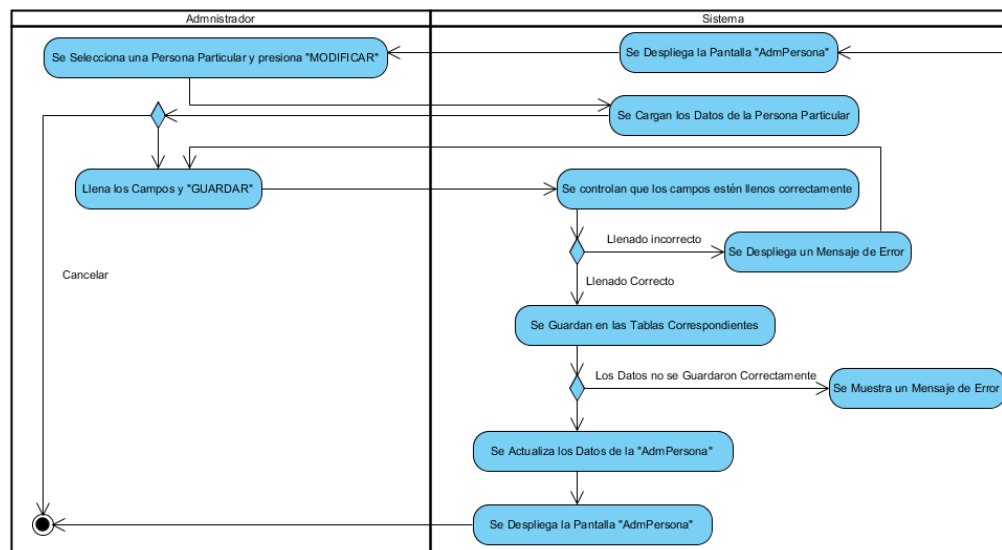 Admnistrador
Sistema
Se Selecciona una Persona Particular y presiona "MODIFICAR"
Se Despliega la Pantalla "AdmPersona"
Se Cargan los Datos de la Persona Particular
Llena los Campos y "GUARDAR"
Se controlan que los campos estén llenos correctamente
Llenado incorrecto
Se Despliega un Mensaje de Error
Cancelar
Llenado Correcto
Se Guardan en las Tablas Correspondientes
Los Datos no se Guardaron Correctamente
Se Muestra un Mensaje de Error
Se Actualiza los Datos de la "AdmPersona"
Se Despliega la Pantalla "AdmPersona"